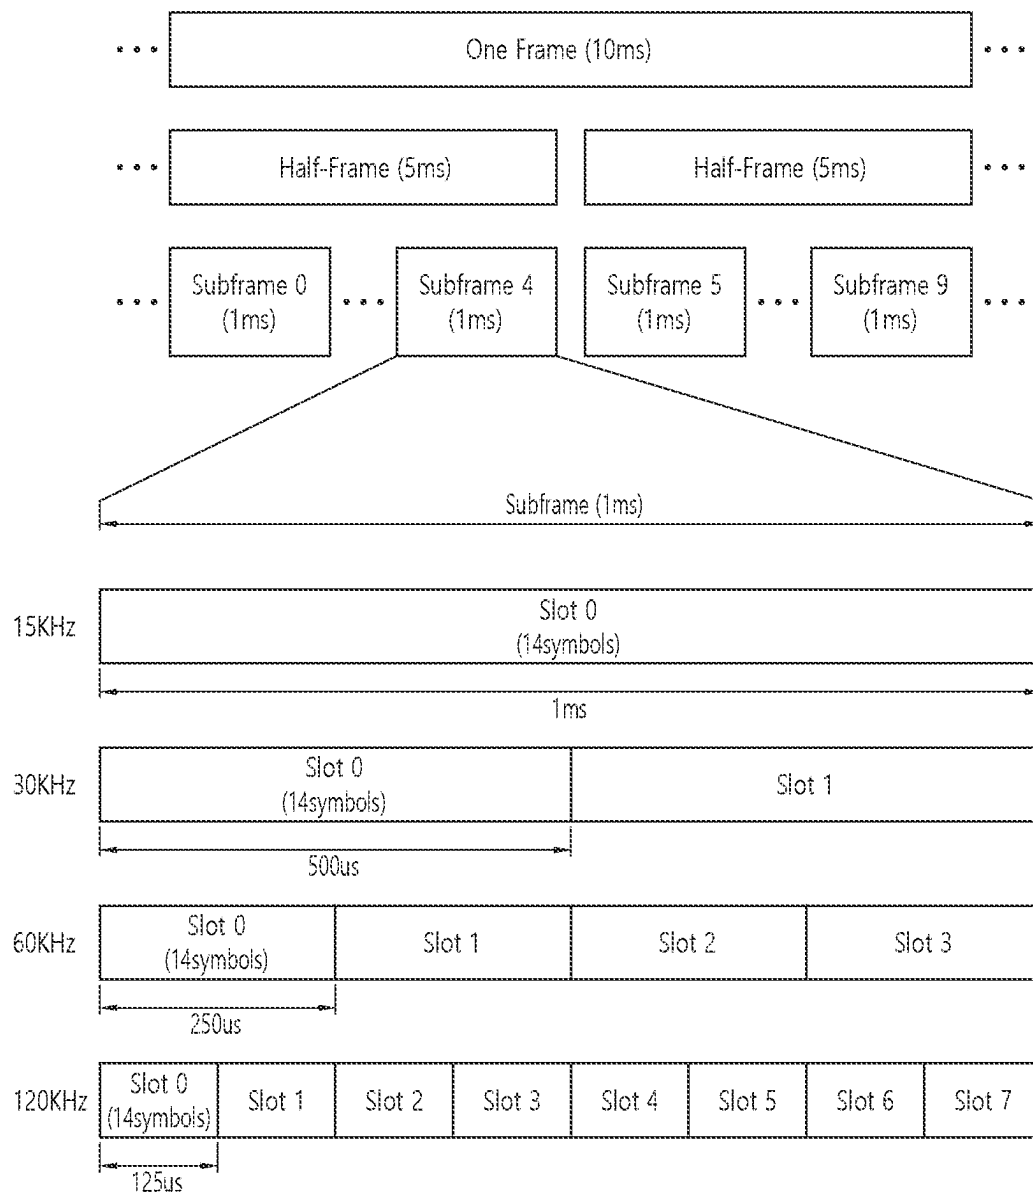 One Frame (10ms)
Half-Frame (5ms)
Half-Frame (5ms)
Subframe 0
(1ms)
Subframe 4
(1ms)
Subframe 5
(1ms)
Subframe 9
(1ms)
Subframe (1ms)
15KHz
Slot 0
(14symbols)
1ms
30KHz
Slot 0
(14symbols)
Slot 1
500us
60KHz
Slot 0
(14symbols)
Slot 1
Slot 2
Slot 3
250us
120KHz
Slot 0
(14symbols)
Slot 1
Slot 2
Slot 3
Slot 4
Slot 5
Slot 6
Slot 7
125us